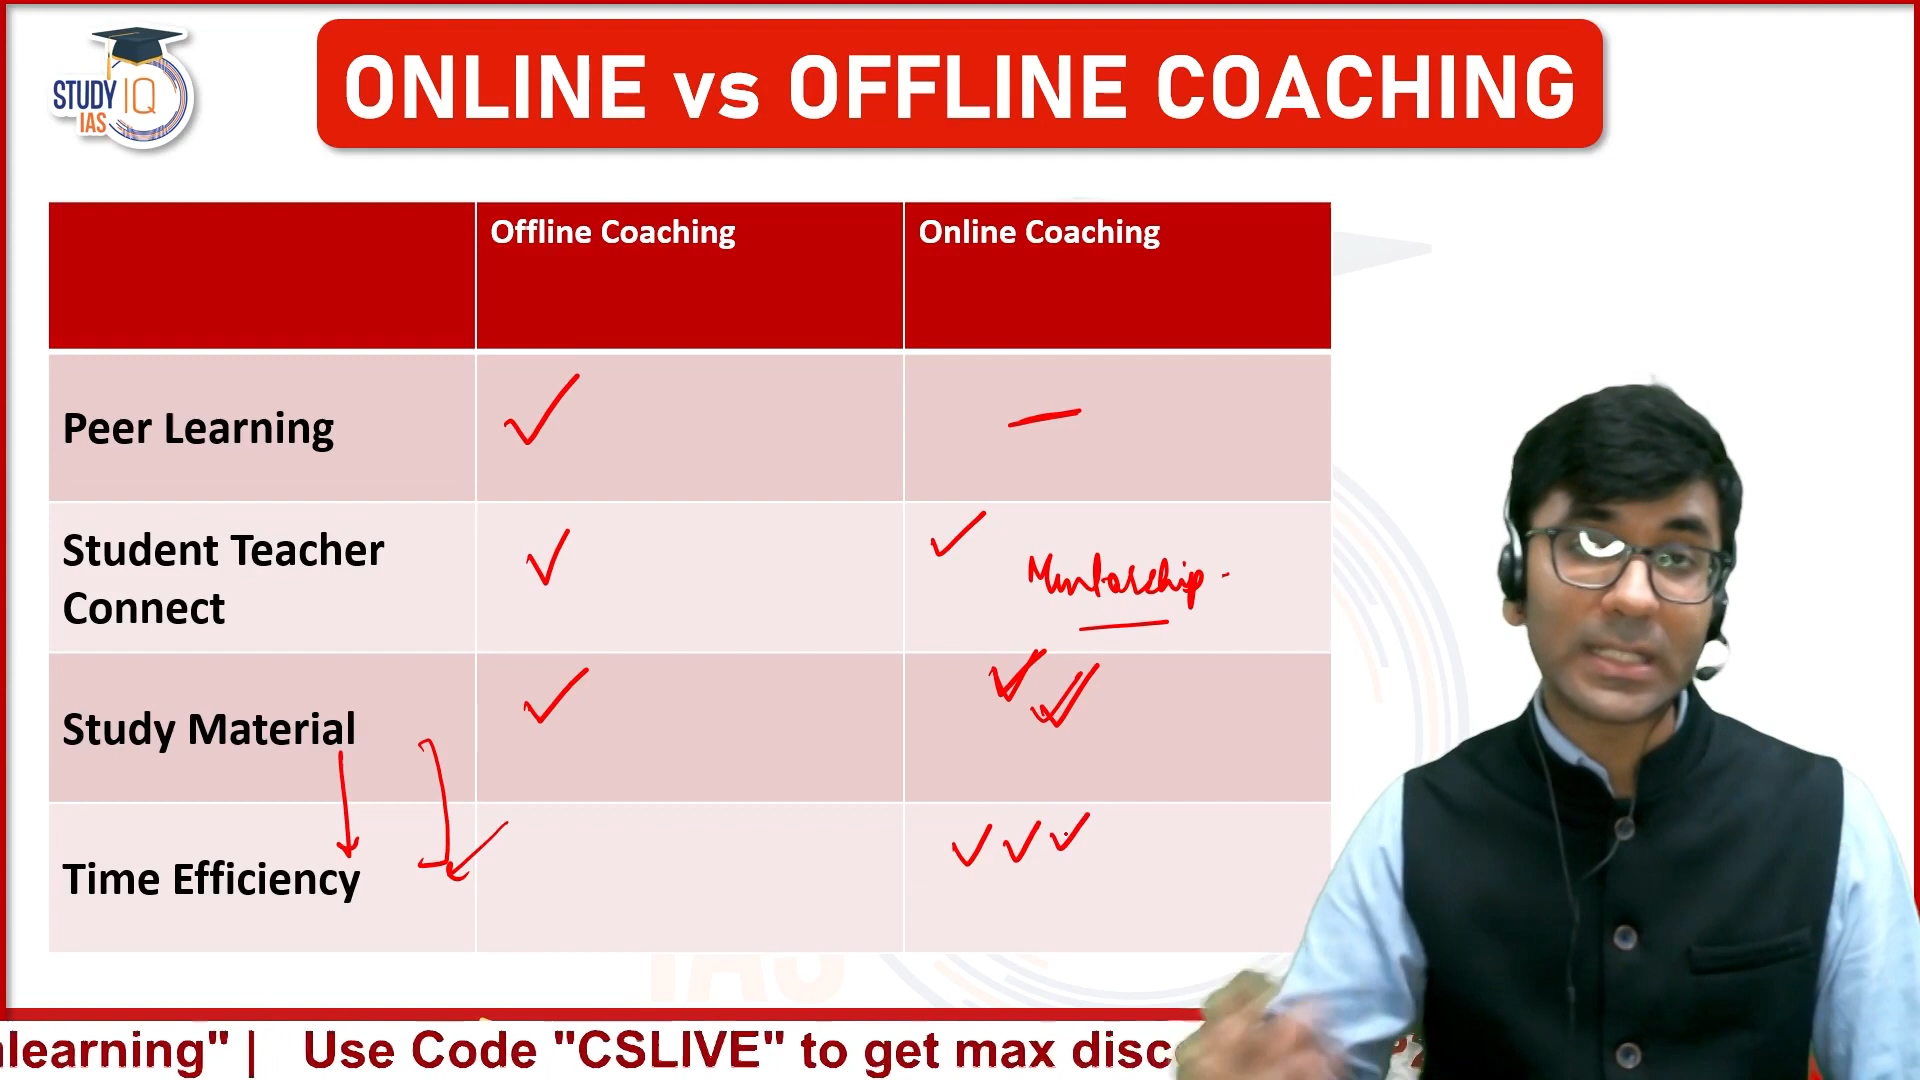 STUDY IQ
IAS
ONLINE vs OFFLINE COACHING
Offline Coaching
Online Coaching
Peer Learning
Student Teacher
Connect
Mentorship
Study Material
Time Efficiency
IAS
learning" | Use Code "CSLIVE" to get max disc